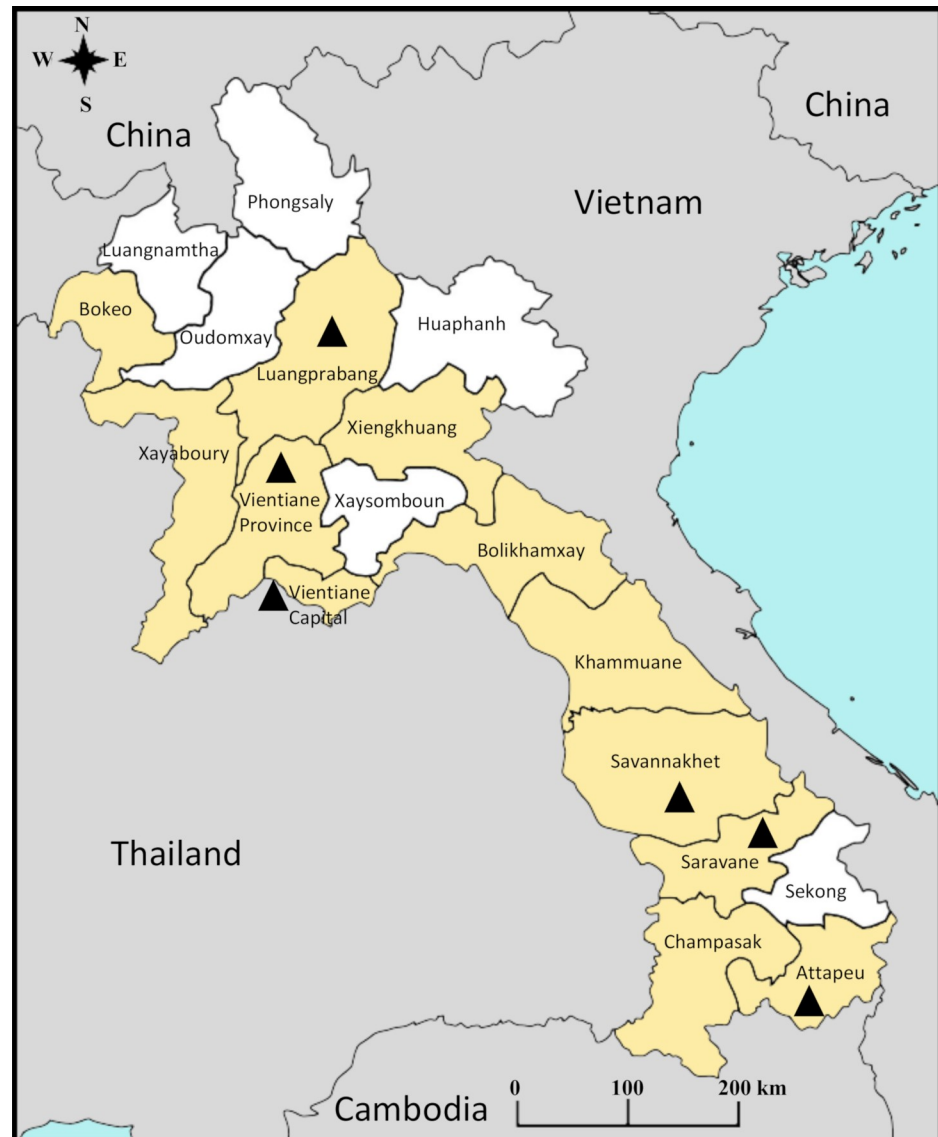 N
W E
S
China
China
Phongsaly
Vietnam
Luangnamtha
Bokeo
Oudomxay
Huaphanh
Luangprabang
Xiengkhuang
Xayaboury
Vientiane
Province
Xaysomboun
Bolikhamxay
Vientiane
Capital
Khammuane
Savannakhet
Thailand
Saravane
Sekong
Champasak
Attapeu
0 100 200 km
Cambodia